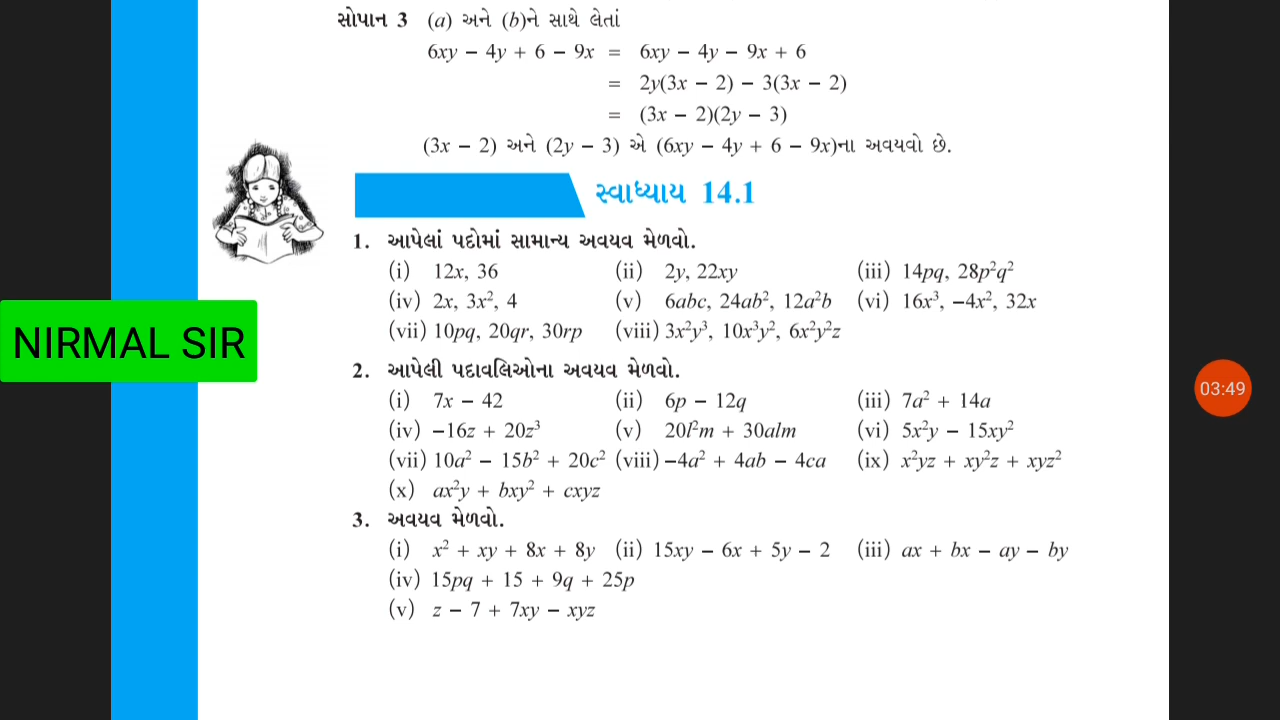 સોપાન 3 (a) અને (b)ને સાથે લેતાં
6xy – 4y + 6 – 9x = 6xy – 4y – 9x + 6
= 2y(3x – 2) – 3(3x – 2)
= (3x – 2)(2y – 3)
(3x – 2) અને (2y – 3) એ (6xy – 4y + 6 – 9x)ના અવયવો છે.
સ્વાધ્યાય 14.1
1. આપેલાં પદોમાં સામાન્ય અવયવ મેળવો.
(i) 12x, 36 (ii) 2y, 22xy (iii) 14pq, 28p²q²
(iv) 2x, 3x², 4 (v) 6abc, 24ab², 12a²b (vi) 16x³, –4x², 32x
(vii) 10pq, 20qr, 30rp (viii) 3x²y³, 10x³y², 6x²y²z
NIRMAL SIR
2. આપેલી પદાવલિઓના અવયવ મેળવો.
(i) 7x – 42 (ii) 6p – 12q (iii) 7a² + 14a
03:49
(iv) –16z + 20z³ (v) 20l²m + 30alm (vi) 5x²y – 15xy²
(vii) 10a² – 15b² + 20c² (viii) –4a² + 4ab – 4ca (ix) x²yz + xy²z + xyz²
(x) ax²y + bxy² + cxyz
3. અવયવ મેળવો.
(i) x² + xy + 8x + 8y (ii) 15xy – 6x + 5y – 2 (iii) ax + bx – ay – by
(iv) 15pq + 15 + 9q + 25p
(v) z – 7 + 7xy – xyz